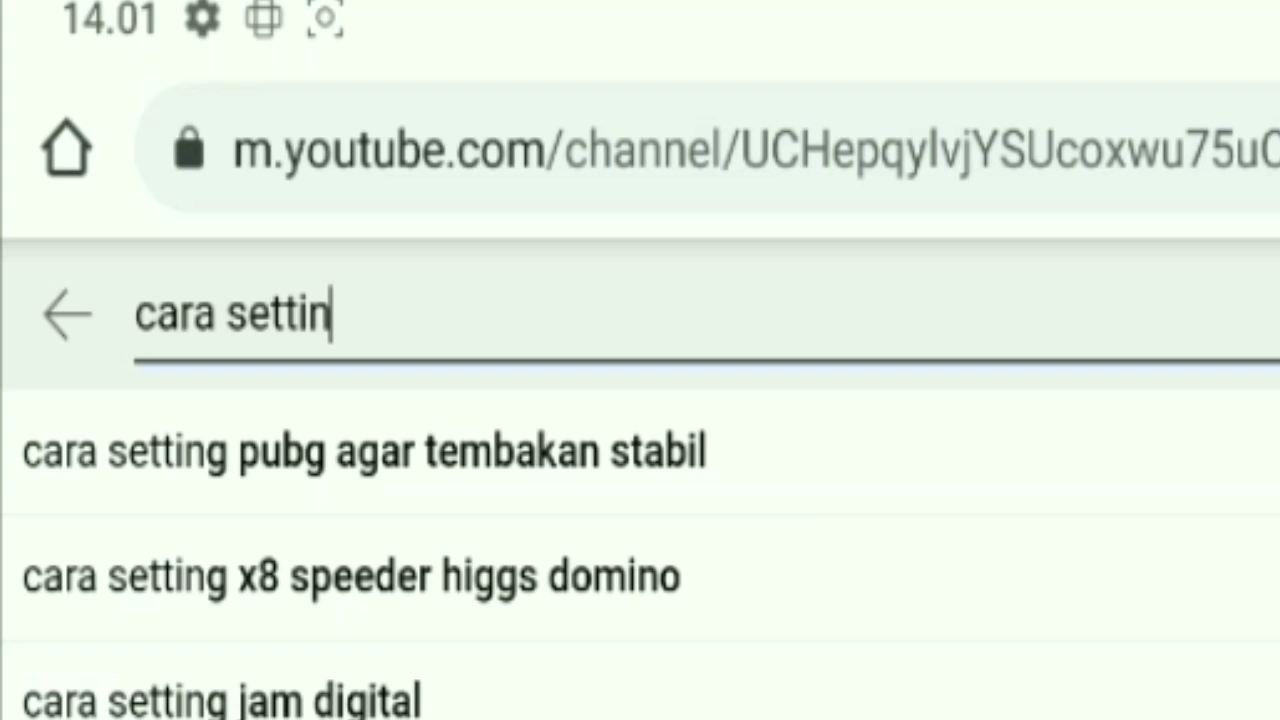 14.01
m.youtube.com/channel/UCHepqylvjYSUcoxwu75uC
cara settin
cara setting pubg agar tembakan stabil
cara setting x8 speeder higgs domino
cara setting jam digital